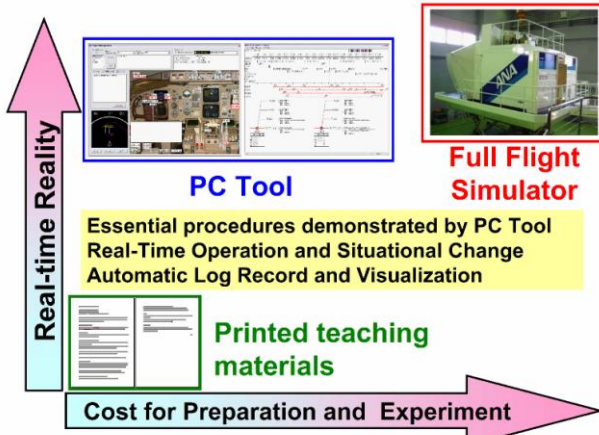 ANA
PC Tool
Full Flight
Simulator
Essential procedures demonstrated by PC Tool
Real-Time Operation and Situational Change
Automatic Log Record and Visualization
Real-time Reality
Printed teaching
materials
Cost for Preparation and Experiment